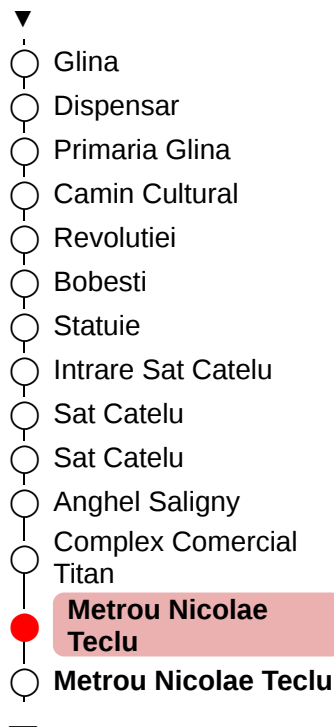 Glina
Dispensar
Primaria Glina
Camin Cultural
Revolutiei
Bobesti
Statuie
Intrare Sat Catelu
Sat Catelu
Sat Catelu
Anghel Saligny
Complex Comercial
Titan
Metrou Nicolae
Teclu
Metrou Nicolae Teclu